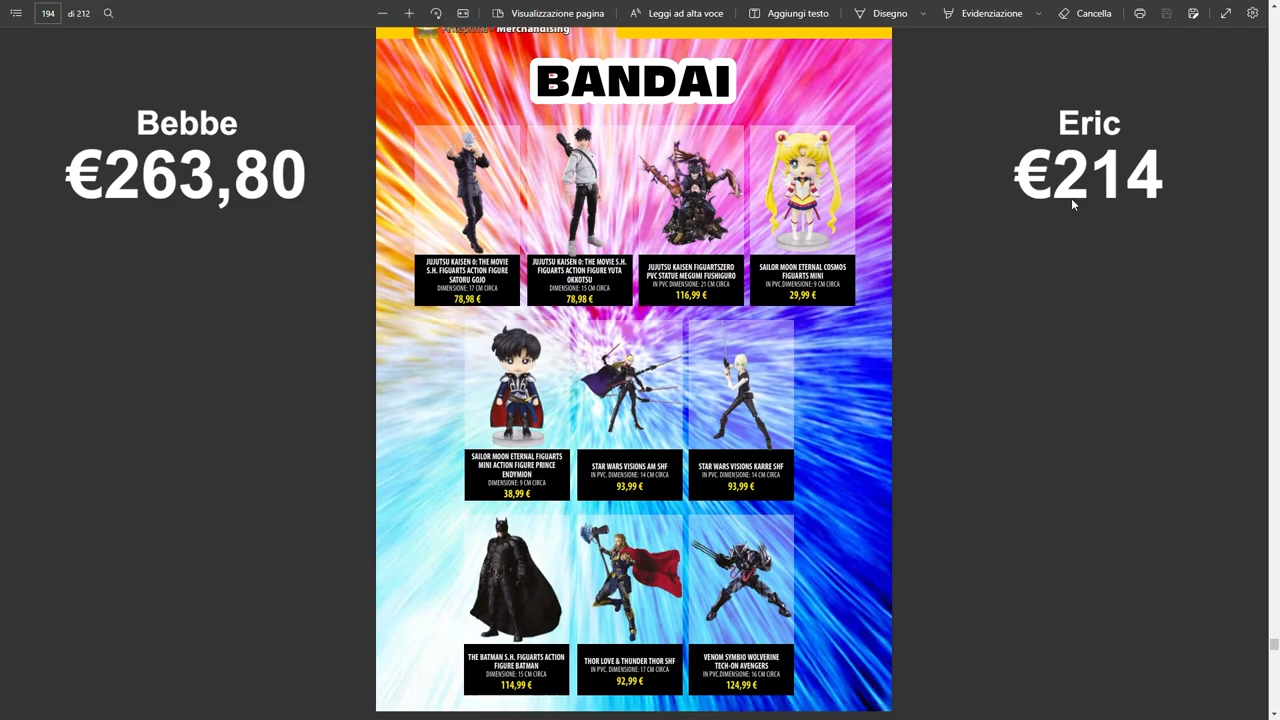 194 di 212
Visualizzazione pagina
Leggi ad alta voce
Aggiungi testo
Disegno
Evidenziazione
Cancella
Anteprima - Merchandising
BANDAI
Bebbe
€263,80
Eric
€214
JUJUTSU KAISEN 0: THE MOVIE
S.H. FIGUARTS ACTION FIGURE
SATORU GOJO
DIMENSIONE: 17 CM CIRCA
78,98 €
JUJUTSU KAISEN 0: THE MOVIE S.H.
FIGUARTS ACTION FIGURE YUTA
OKKOTSU
DIMENSIONE: 15 CM CIRCA
78,98 €
JUJUTSU KAISEN FIGUARTSZERO
PVC STATUE MEGUMI FUSHIGURO
IN PVC DIMENSIONE: 21 CM CIRCA
116,99 €
SAILOR MOON ETERNAL COSMOS
FIGUARTS MINI
IN PVC.DIMENSIONE: 9 CM CIRCA
29,99 €
SAILOR MOON ETERNAL FIGUARTS
MINI ACTION FIGURE PRINCE
ENDYMION
DIMENSIONE: 9 CM CIRCA
38,99 €
STAR WARS VISIONS AM SHF
IN PVC. DIMENSIONE: 14 CM CIRCA
93,99 €
STAR WARS VISIONS KARRE SHF
IN PVC. DIMENSIONE: 14 CM CIRCA
93,99 €
THE BATMAN S.H. FIGUARTS ACTION
FIGURE BATMAN
DIMENSIONE: 15 CM CIRCA
114,99 €
THOR LOVE & THUNDER THOR SHF
IN PVC. DIMENSIONE: 17 CM CIRCA
92,99 €
VENOM SYMBIO WOLVERINE
TECH-ON AVENGERS
IN PVC.DIMENSIONE: 16 CM CIRCA
124,99 €